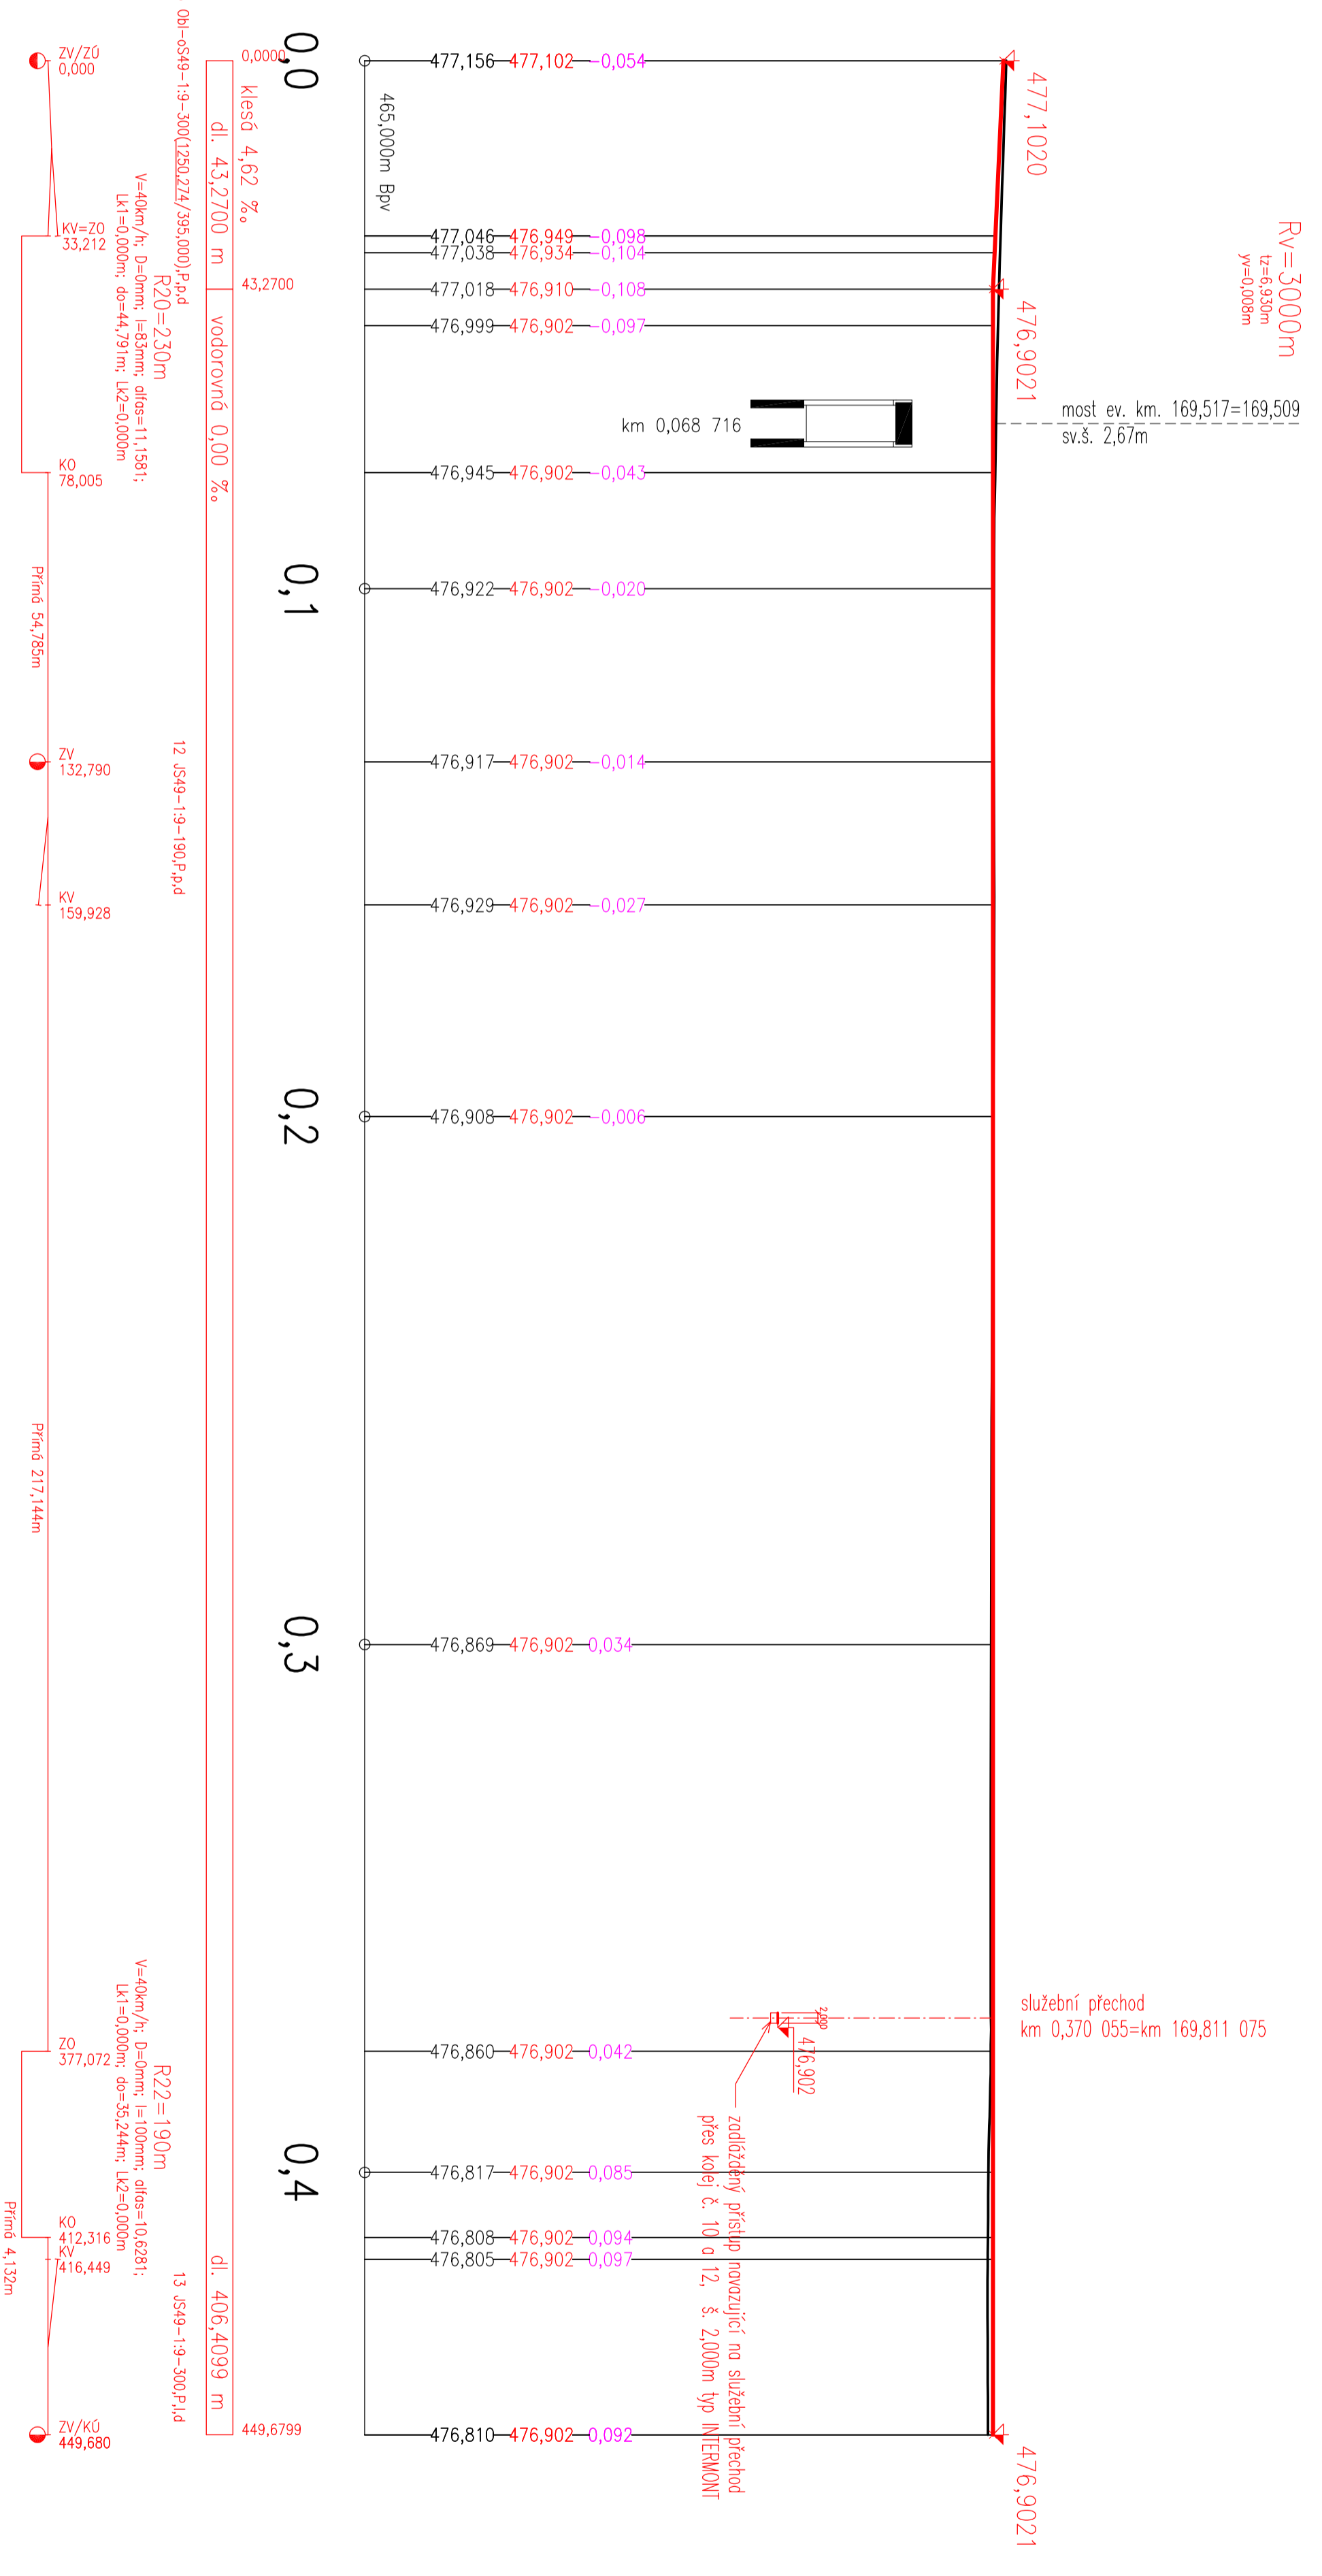 Rv=3000m
tz=6,930m
yv=0,008m
477,1020
476,9021
476,9021
most ev. km. 169,517=169,509
sv.š. 2,67m
km 0,068 716
služební přechod
km 0,370 055=km 169,811 075
2,000
476,902
zadlážděný přístup navazující na služební přechod
přes kolej č. 10 a 12, š. 2,000m typ INTERMONT
477,156 477,102 -0,054
477,046 476,949 -0,098
477,038 476,934 -0,104
477,018 476,910 -0,108
476,999 476,902 -0,097
476,945 476,902 -0,043
476,922 476,902 -0,020
476,917 476,902 -0,014
476,929 476,902 -0,027
476,908 476,902 -0,006
476,869 476,902 0,034
476,860 476,902 0,042
476,817 476,902 0,085
476,808 476,902 0,094
476,805 476,902 0,097
476,810 476,902 0,092
465,000m Bpv
0,0
0,1
0,2
0,3
0,4
0,0000
klesá 4,62 ‰
dl. 43,2700 m
43,2700
vodorovná 0,00 ‰
dl. 406,4099 m
449,6799
Obl-oS49-1:9-300(1250,274/395,000),P,p,d
R20=230m
V=40km/h; D=0mm; I=83mm; alfas=11,1581;
Lk1=0,000m; do=44,791m; Lk2=0,000m
12 JS49-1:9-190,P,p,d
R22=190m
V=40km/h; D=0mm; I=100mm; alfas=10,6281;
Lk1=0,000m; do=35,244m; Lk2=0,000m
13 JS49-1:9-300,P,l,d
ZV/ZÚ
0,000
KV=ZO
33,212
KO
78,005
ZV
132,790
KV
159,928
ZO
377,072
KO
412,316
KV
416,449
ZV/KÚ
449,680
Přímá 54,785m
Přímá 217,144m
Přímá 4,132m